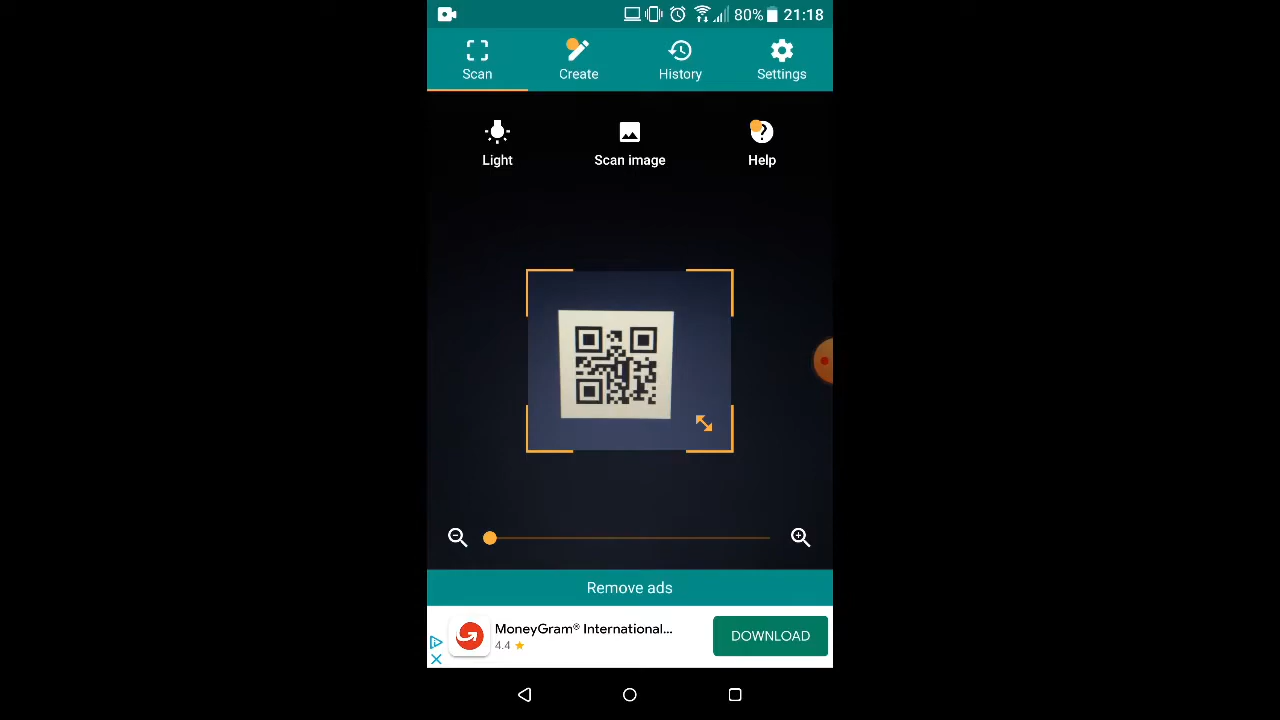 80% 21:18
Scan Create History Settings
Light Scan image Help
Remove ads
MoneyGram® International...
4.4 ★
DOWNLOAD